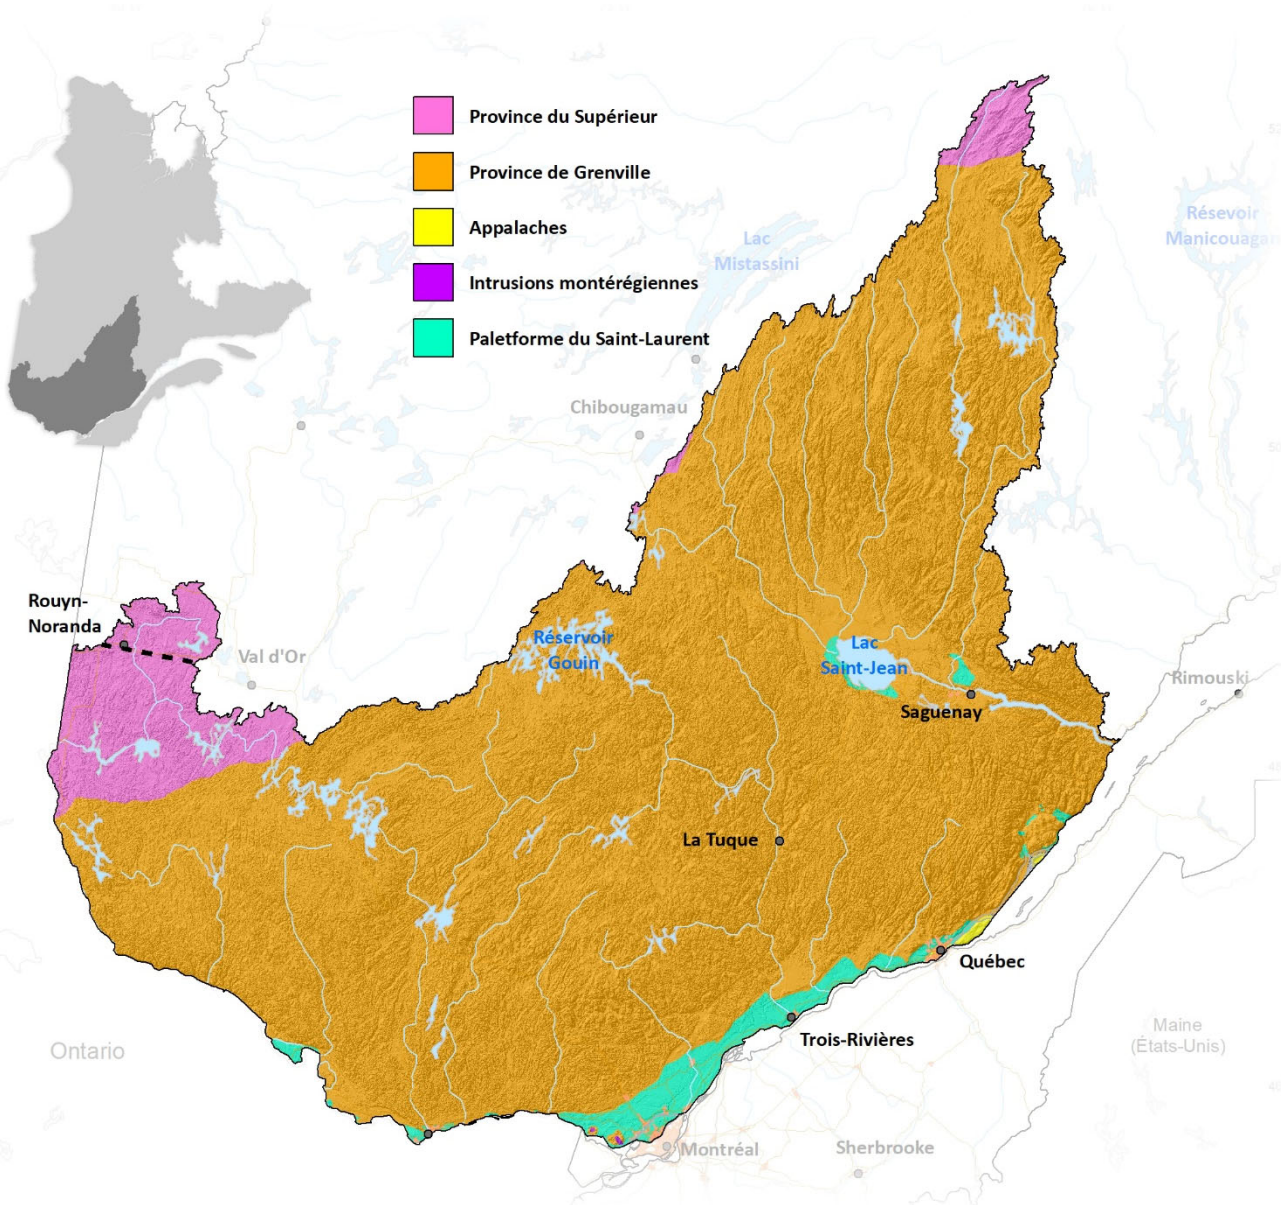 Province du Supérieur
Province de Grenville
Appalaches
Intrusions montérégiennes
Paletforme du Saint-Laurent
Lac
Mistassini
Résevoir
Manicouagan
Chibougamau
Rouyn-
Noranda
Val d'Or
Réservoir
Gouin
Lac
Saint-Jean
Saguenay
Rimouski
La Tuque
Québec
Trois-Rivières
Ontario
Maine
(États-Unis)
Montréal
Sherbrooke